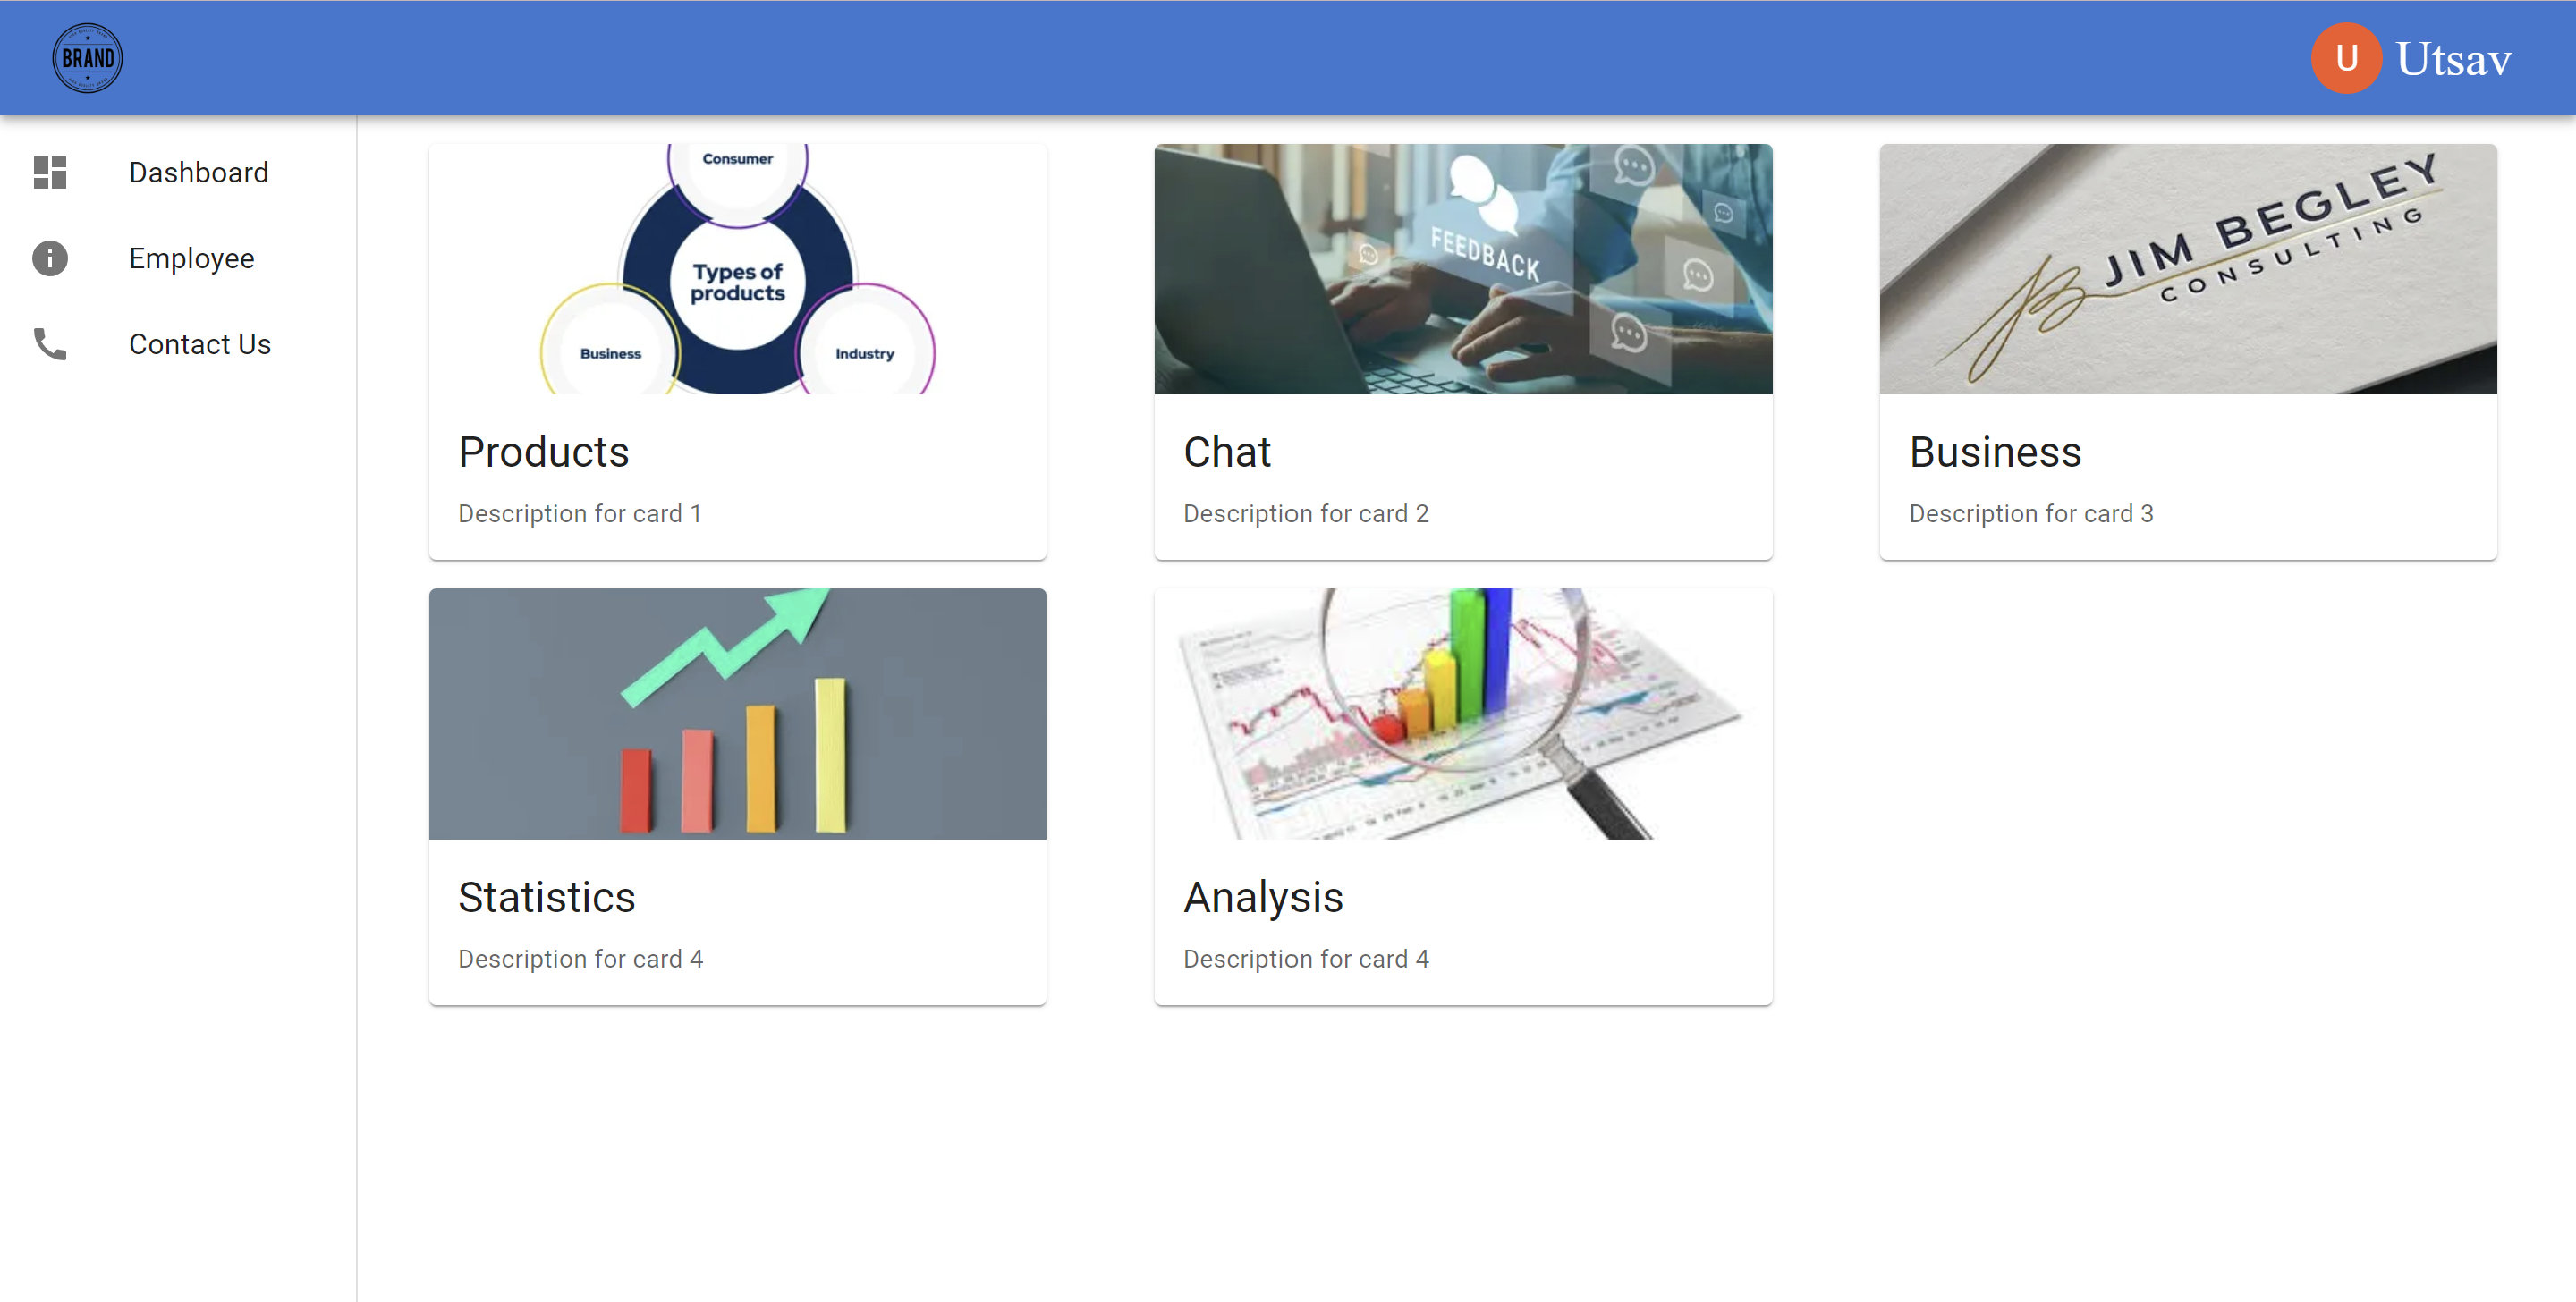 BRAND
U Utsav
Dashboard
Employee
Contact Us
Consumer
Types of
products
Business
Industry
Products
Description for card 1
FEEDBACK
Chat
Description for card 2
JIM BEGLEY
CONSULTING
Business
Description for card 3
Statistics
Description for card 4
Analysis
Description for card 4